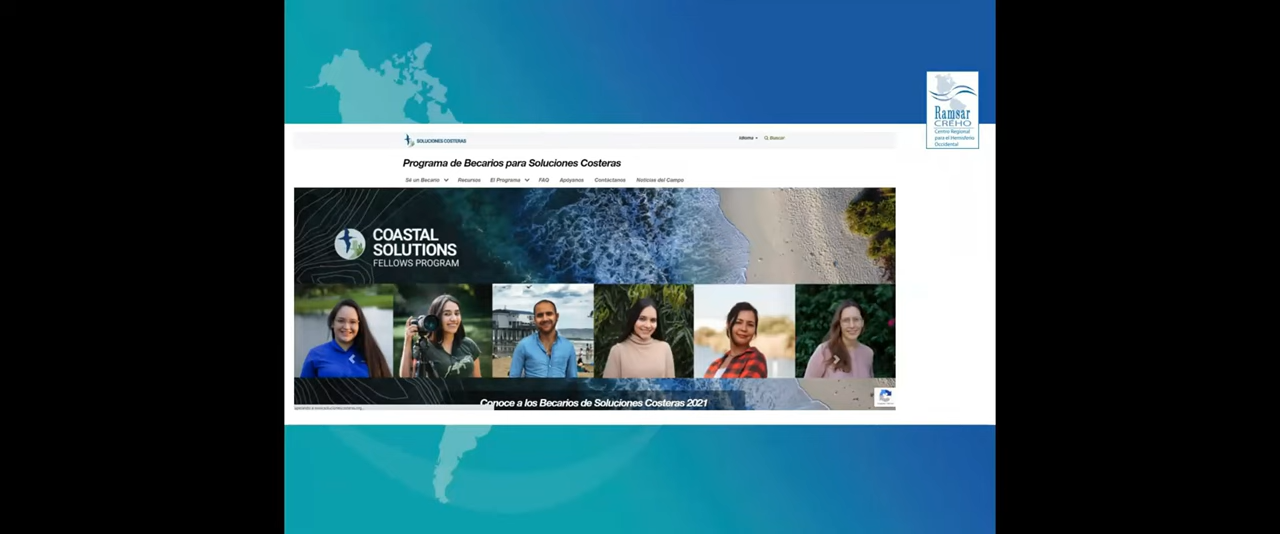 Ramsar
CREHO
Centro Regional
para el Hemisferio
Occidental
SOLUCIONES COSTERAS
Idioma
Buscar
Programa de Becarios para Soluciones Costeras
Sé un Becario
Recursos
El Programa
FAQ
Apóyanos
Contáctanos
Noticias del Campo
COASTAL
SOLUTIONS
FELLOWS PROGRAM
Conoce a los Becarios de Soluciones Costeras 2021